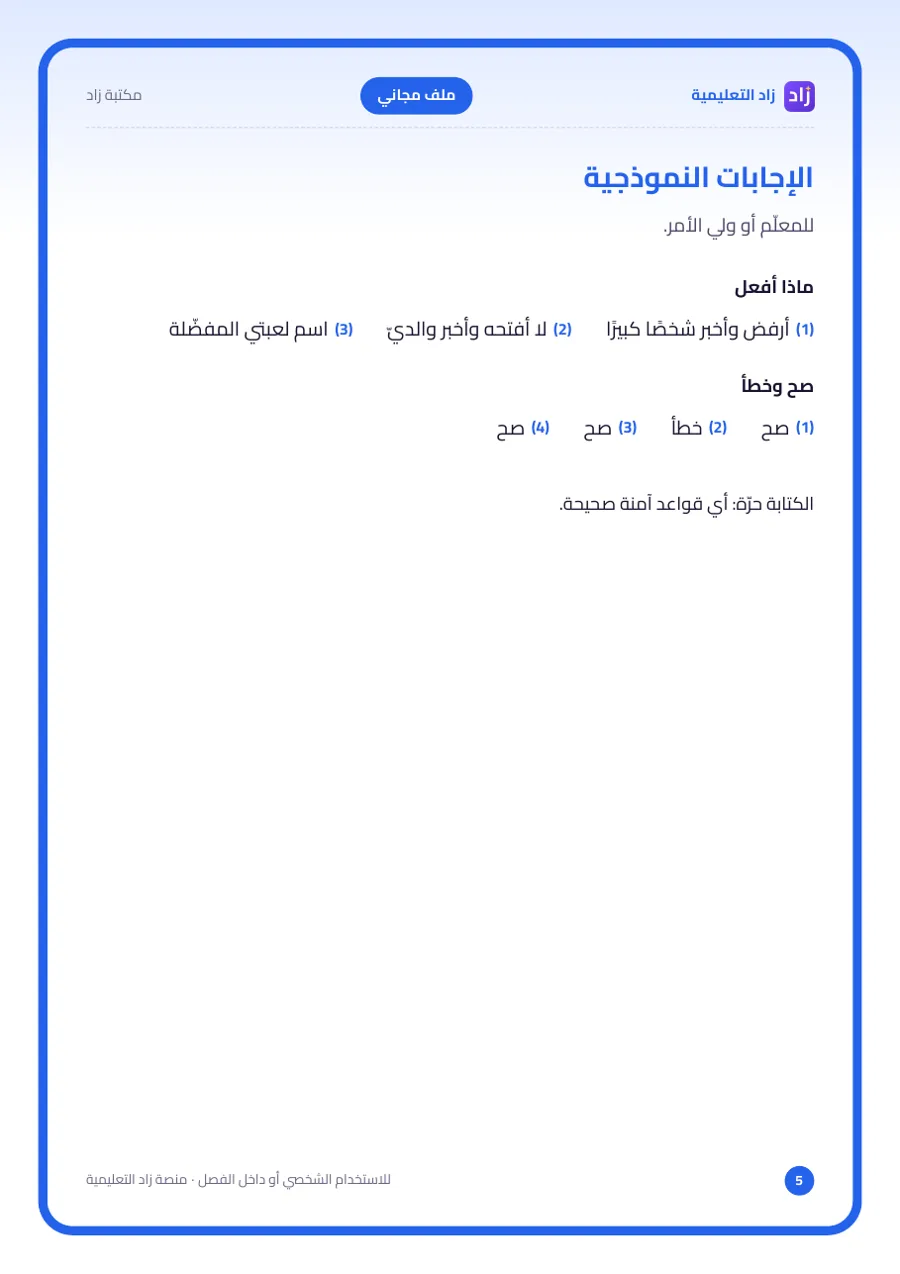 زاد
زاد التعليمية
ملف مجاني
مكتبة زاد
الإجابات النموذجية
للمعلّم أو ولي الأمر.
ماذا أفعل
(1) أرفض وأخبر شخصًا كبيرًا (2) لا أفتحه وأخبر والديّ (3) اسم لعبتي المفضّلة
صح وخطأ
(1) صح (2) خطأ (3) صح (4) صح
الكتابة حرّة: أي قواعد آمنة صحيحة.
5
للاستخدام الشخصي أو داخل الفصل · منصة زاد التعليمية